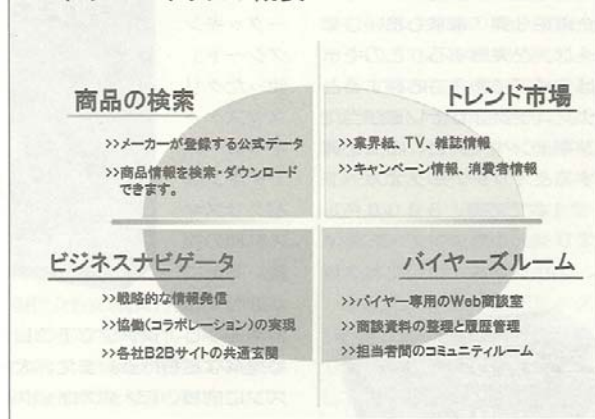 商品の検索
>>メーカーが登録する公式データ
>>商品情報を検索・ダウンロード
できます。
トレンド市場
>>業界紙、TV、雑誌情報
>>キャンペーン情報、消費者情報
ビジネスナビゲータ
>>戦略的な情報発信
>>協働(コラボレーション)の実現
>>各社B2Bサイトの共通玄関
バイヤーズルーム
>>バイヤー専用のWeb商談室
>>商談資料の整理と履歴管理
>>担当者間のコミュニティルーム